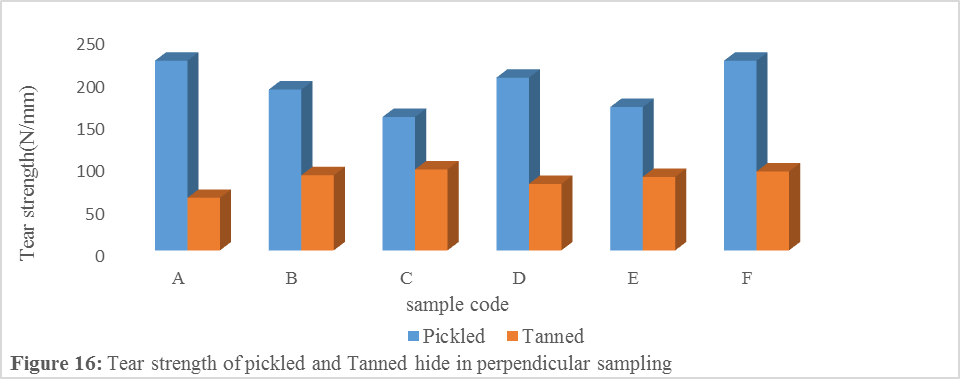 250
200
150
100
50
0
Tear strength(N/mm)
A B C D E F
sample code
Pickled Tanned
Figure 16: Tear strength of pickled and Tanned hide in perpendicular sampling